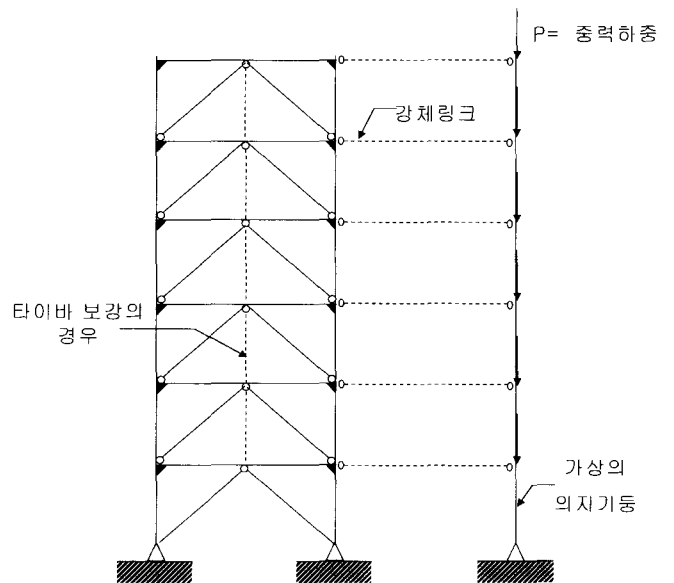 P= 중력하중
강체링크
타이바 보강의
경우
가상의
의자기둥